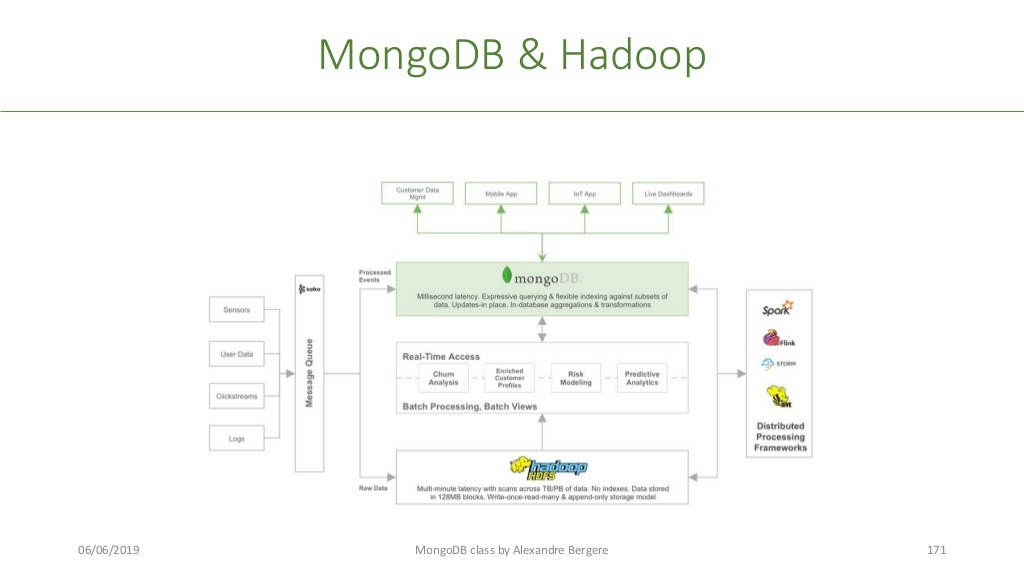 MongoDB & Hadoop
Customer Data
Mgmt
Mobile App
IoT App
Live Dashboards
Processed
Events
mongoDB
Millisecond latency. Expressive querying & flexible indexing against subsets of
data. Updates-in place. In-database aggregations & transformations
kafka
Message Queue
Sensors
User Data
Clickstreams
Logs
Real-Time Access
Churn
Analysis
Enriched
Customer
Profiles
Risk
Modeling
Predictive
Analytics
Batch Processing, Batch Views
Spark
Flink
STORM
Distributed
Processing
Frameworks
hadoop
HDFS
Raw Data
Multi-minute latency with scans across TB/PB of data. No indexes. Data stored
in 128MB blocks. Write-once-read-many & append-only storage model
06/06/2019
MongoDB class by Alexandre Bergere
171